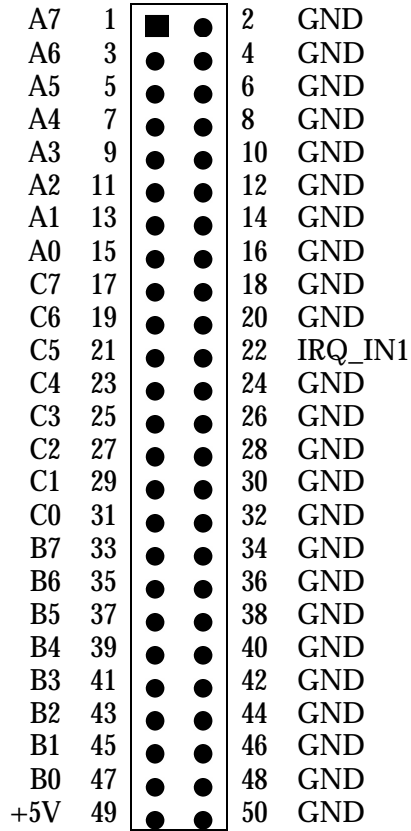 A7 1 2 GND
A6 3 4 GND
A5 5 6 GND
A4 7 8 GND
A3 9 10 GND
A2 11 12 GND
A1 13 14 GND
A0 15 16 GND
C7 17 18 GND
C6 19 20 GND
C5 21 22 IRQ_IN1
C4 23 24 GND
C3 25 26 GND
C2 27 28 GND
C1 29 30 GND
C0 31 32 GND
B7 33 34 GND
B6 35 36 GND
B5 37 38 GND
B4 39 40 GND
B3 41 42 GND
B2 43 44 GND
B1 45 46 GND
B0 47 48 GND
+5V 49 50 GND